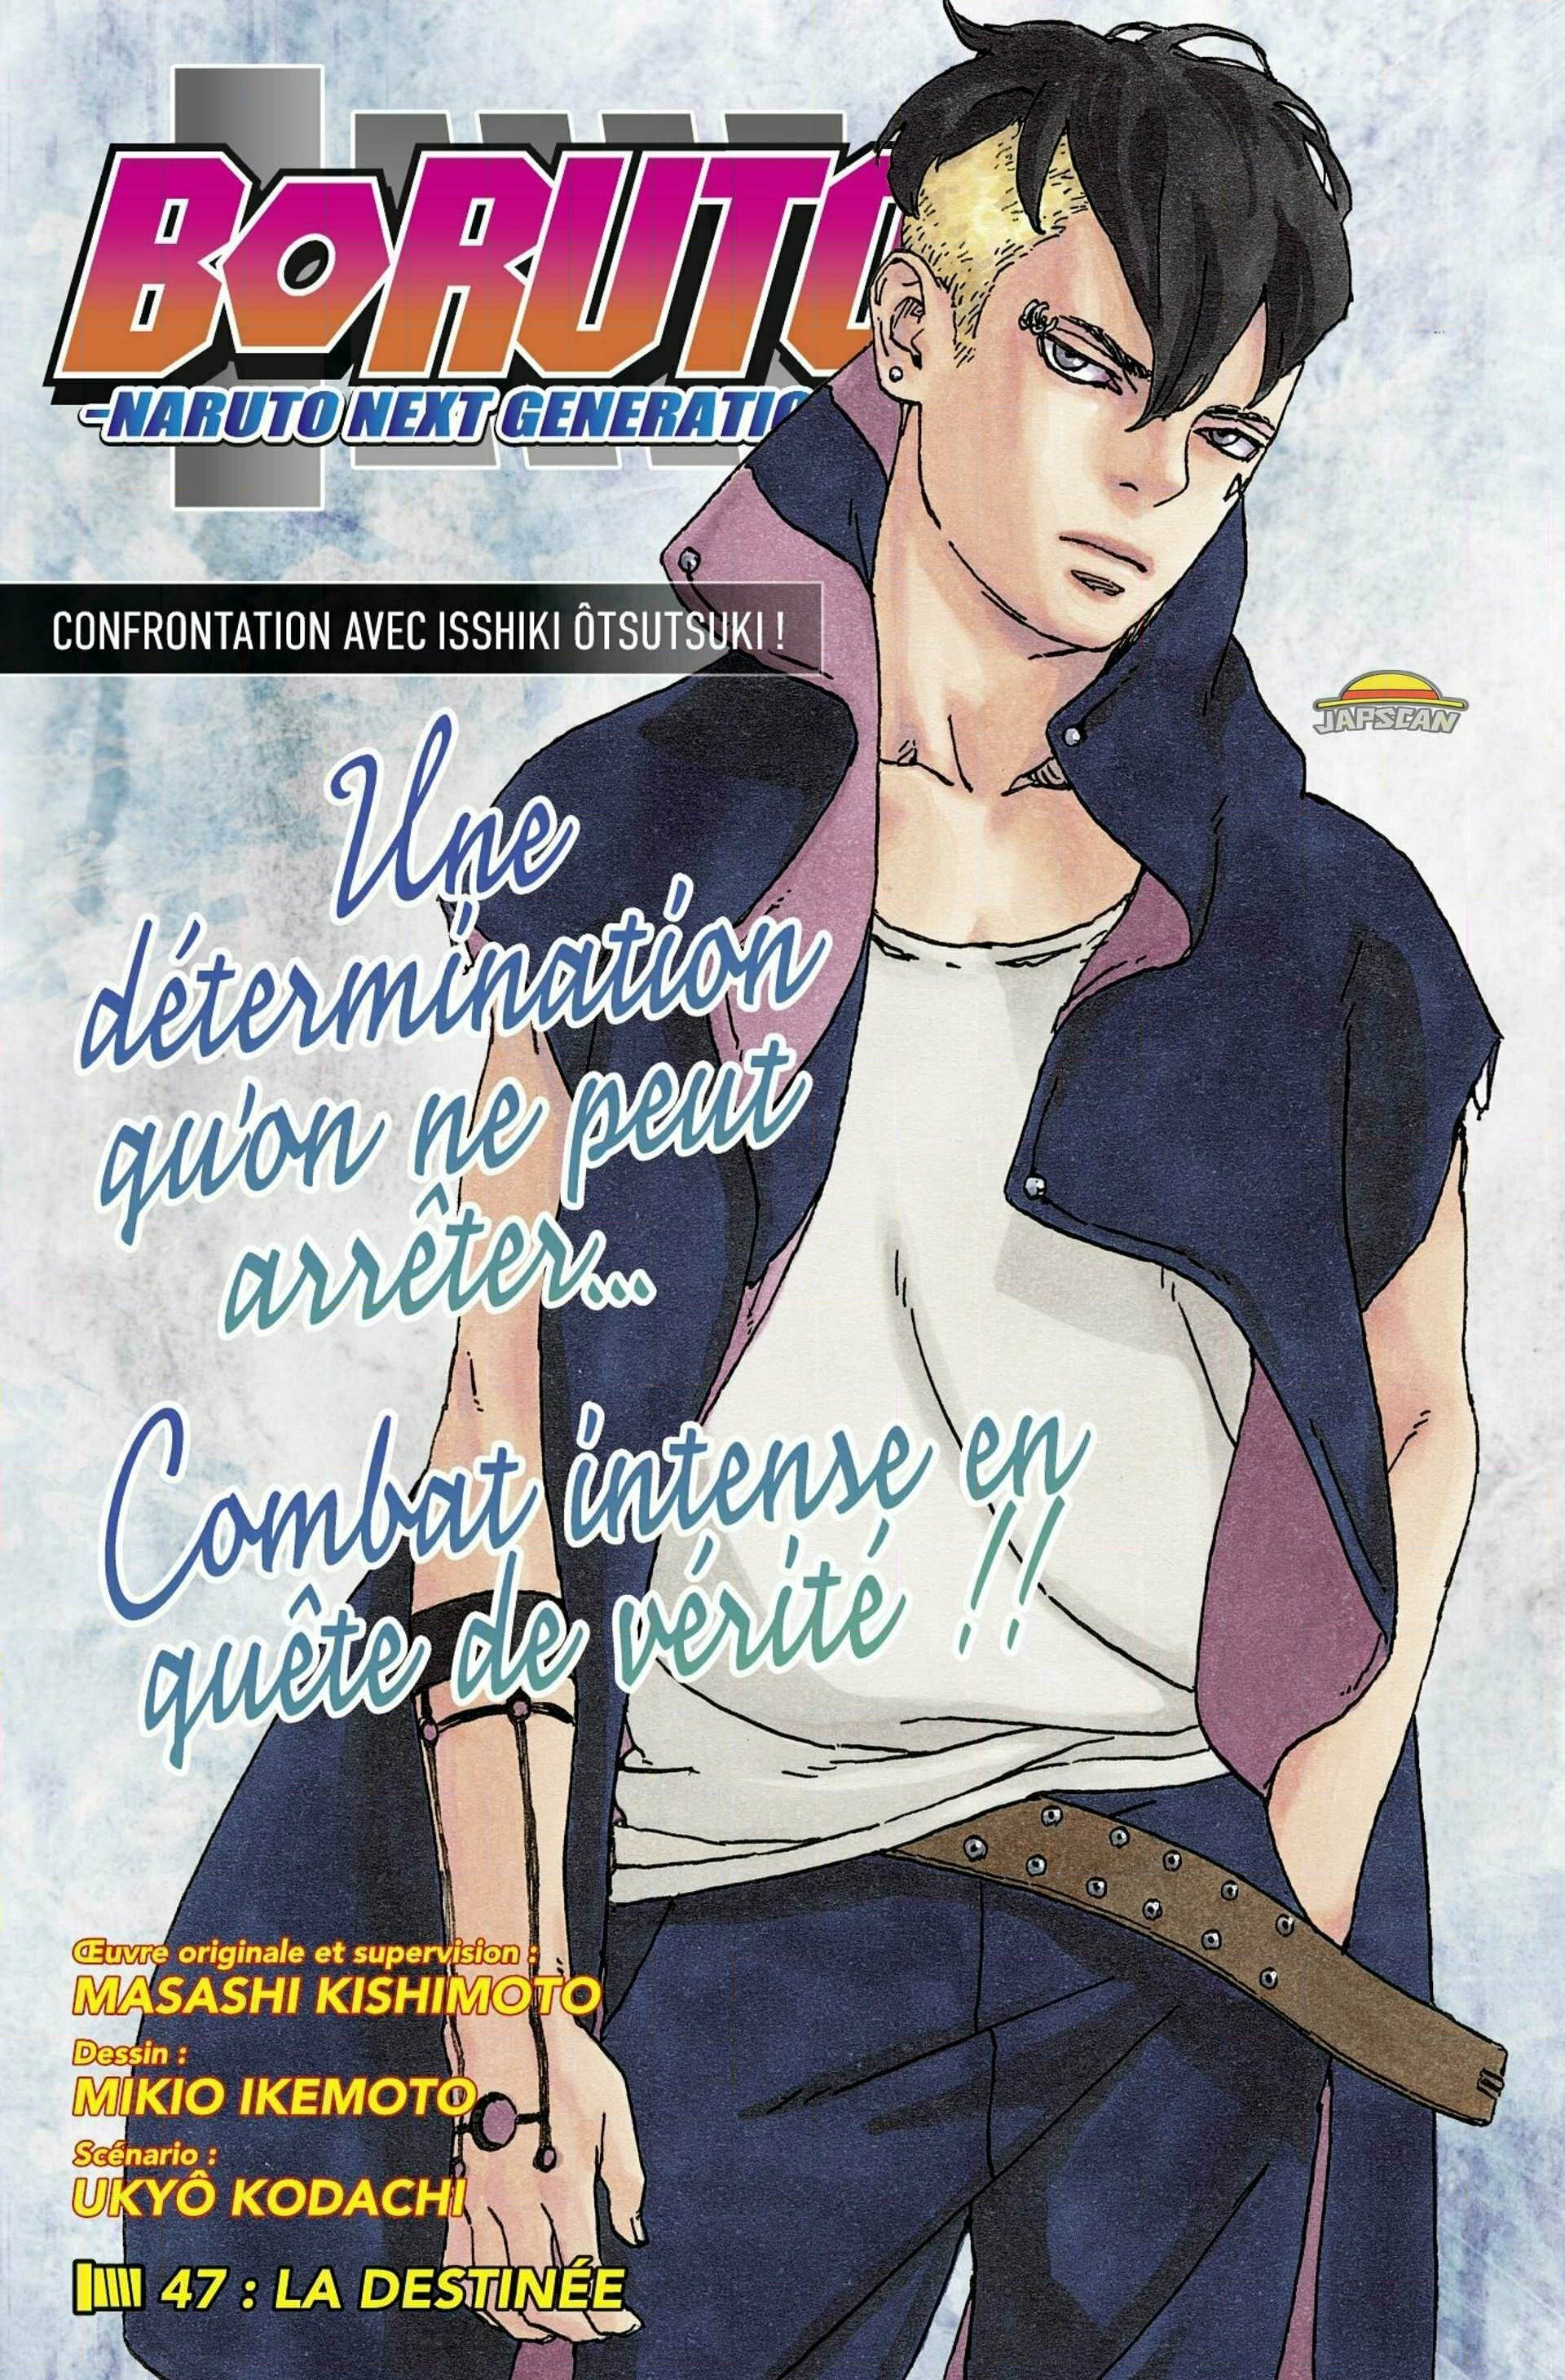 BORUTO
-NARUTO NEXT GENERATIO
CONFRONTATION AVEC ISSHIKI ÔTSUTSUKI !
JAPSCAN
Une
détermination
qu'on ne peut
arrêter...
Combat intense en
quête de vérité !!
Œuvre originale et supervision :
MASASHI KISHIMOTO
Dessin :
MIKIO IKEMOTO
Scénario :
UKYÔ KODACHI
47 : LA DESTINÉE